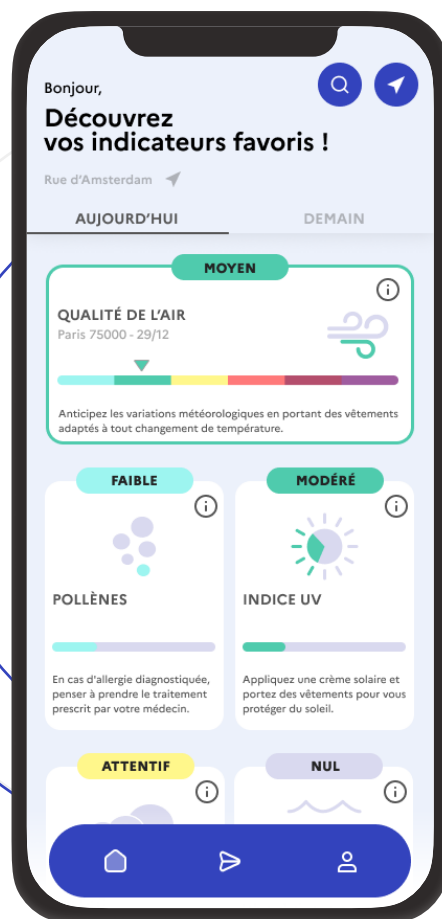 Bonjour,
Découvrez
vos indicateurs favoris !
Rue d'Amsterdam
AUJOURD'HUI
DEMAIN
MOYEN
QUALITÉ DE L'AIR
Paris 75000 - 29/12
Anticipez les variations météorologiques en portant des vêtements
adaptés à tout changement de température.
FAIBLE
POLLÈNES
En cas d'allergie diagnostiquée,
penser à prendre le traitement
prescrit par votre médecin.
MODÉRÉ
INDICE UV
Appliquez une crème solaire et
portez des vêtements pour vous
protéger du soleil.
ATTENTIF
NUL